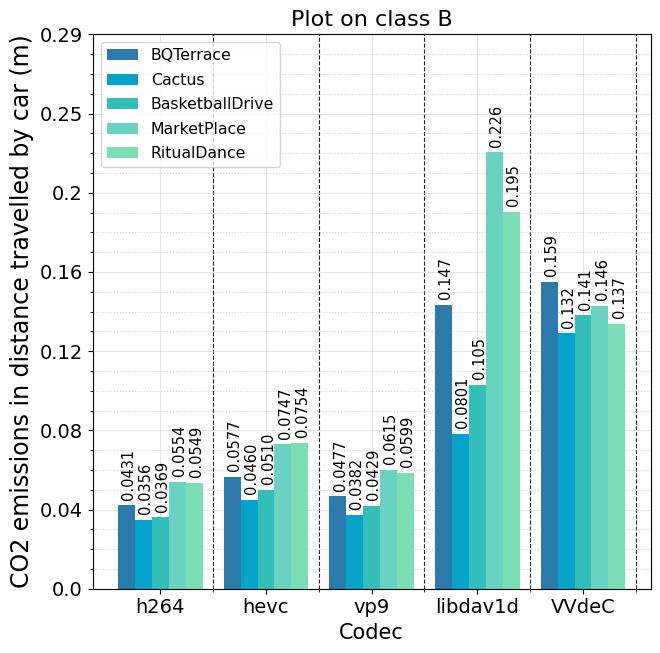 Plot on class B
CO2 emissions in distance travelled by car (m)
0.29
0.25
0.2
0.16
0.12
0.08
0.04
0.0
BQTerrace
Cactus
BasketballDrive
MarketPlace
RitualDance
0.0431
0.0356
0.0369
0.0554
0.0549
0.0577
0.0460
0.0510
0.0747
0.0754
0.0477
0.0382
0.0429
0.0615
0.0599
0.147
0.0801
0.105
0.226
0.195
0.159
0.132
0.141
0.146
0.137
h264
hevc
vp9
libdav1d
VVdeC
Codec